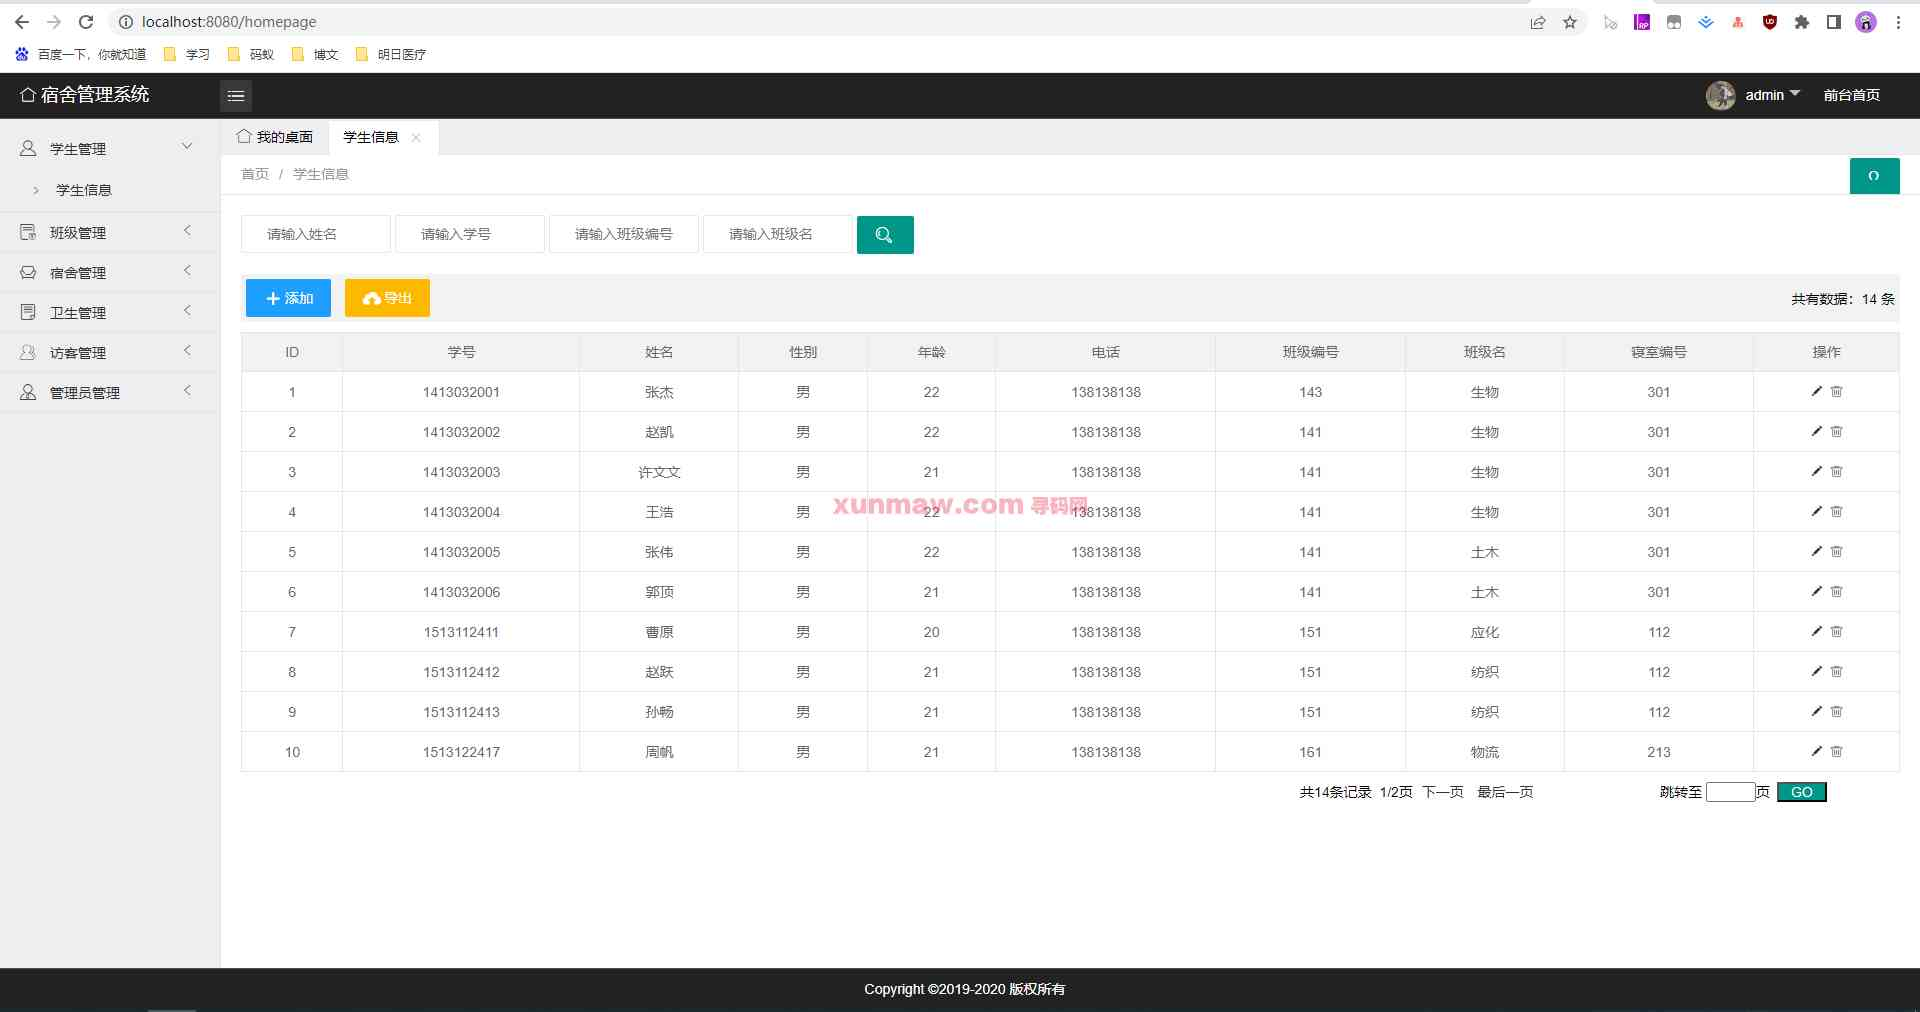 localhost:8080/homepage
百度一下，你就知道 学习 码蚁 博文 明日医疗
宿舍管理系统 admin 前台首页
学生管理
学生信息
班级管理
宿舍管理
卫生管理
访客管理
管理员管理
我的桌面 学生信息
首页 / 学生信息
请输入姓名 请输入学号 请输入班级编号 请输入班级名
添加 导出 共有数据：14 条
ID 学号 姓名 性别 年龄 电话 班级编号 班级名 寝室编号 操作
1 1413032001 张杰 男 22 138138138 143 生物 301
2 1413032002 赵凯 男 22 138138138 141 生物 301
3 1413032003 许文文 男 21 138138138 141 生物 301
4 1413032004 王浩 男 22 138138138 141 生物 301
xunmaw.com 寻码网
5 1413032005 张伟 男 22 138138138 141 土木 301
6 1413032006 郭顶 男 21 138138138 141 土木 301
7 1513112411 曹原 男 20 138138138 151 应化 112
8 1513112412 赵跃 男 21 138138138 151 纺织 112
9 1513112413 孙畅 男 21 138138138 151 纺织 112
10 1513122417 周帆 男 21 138138138 161 物流 213
共14条记录 1/2页 下一页 最后一页 跳转至 页 GO
Copyright ©2019-2020 版权所有